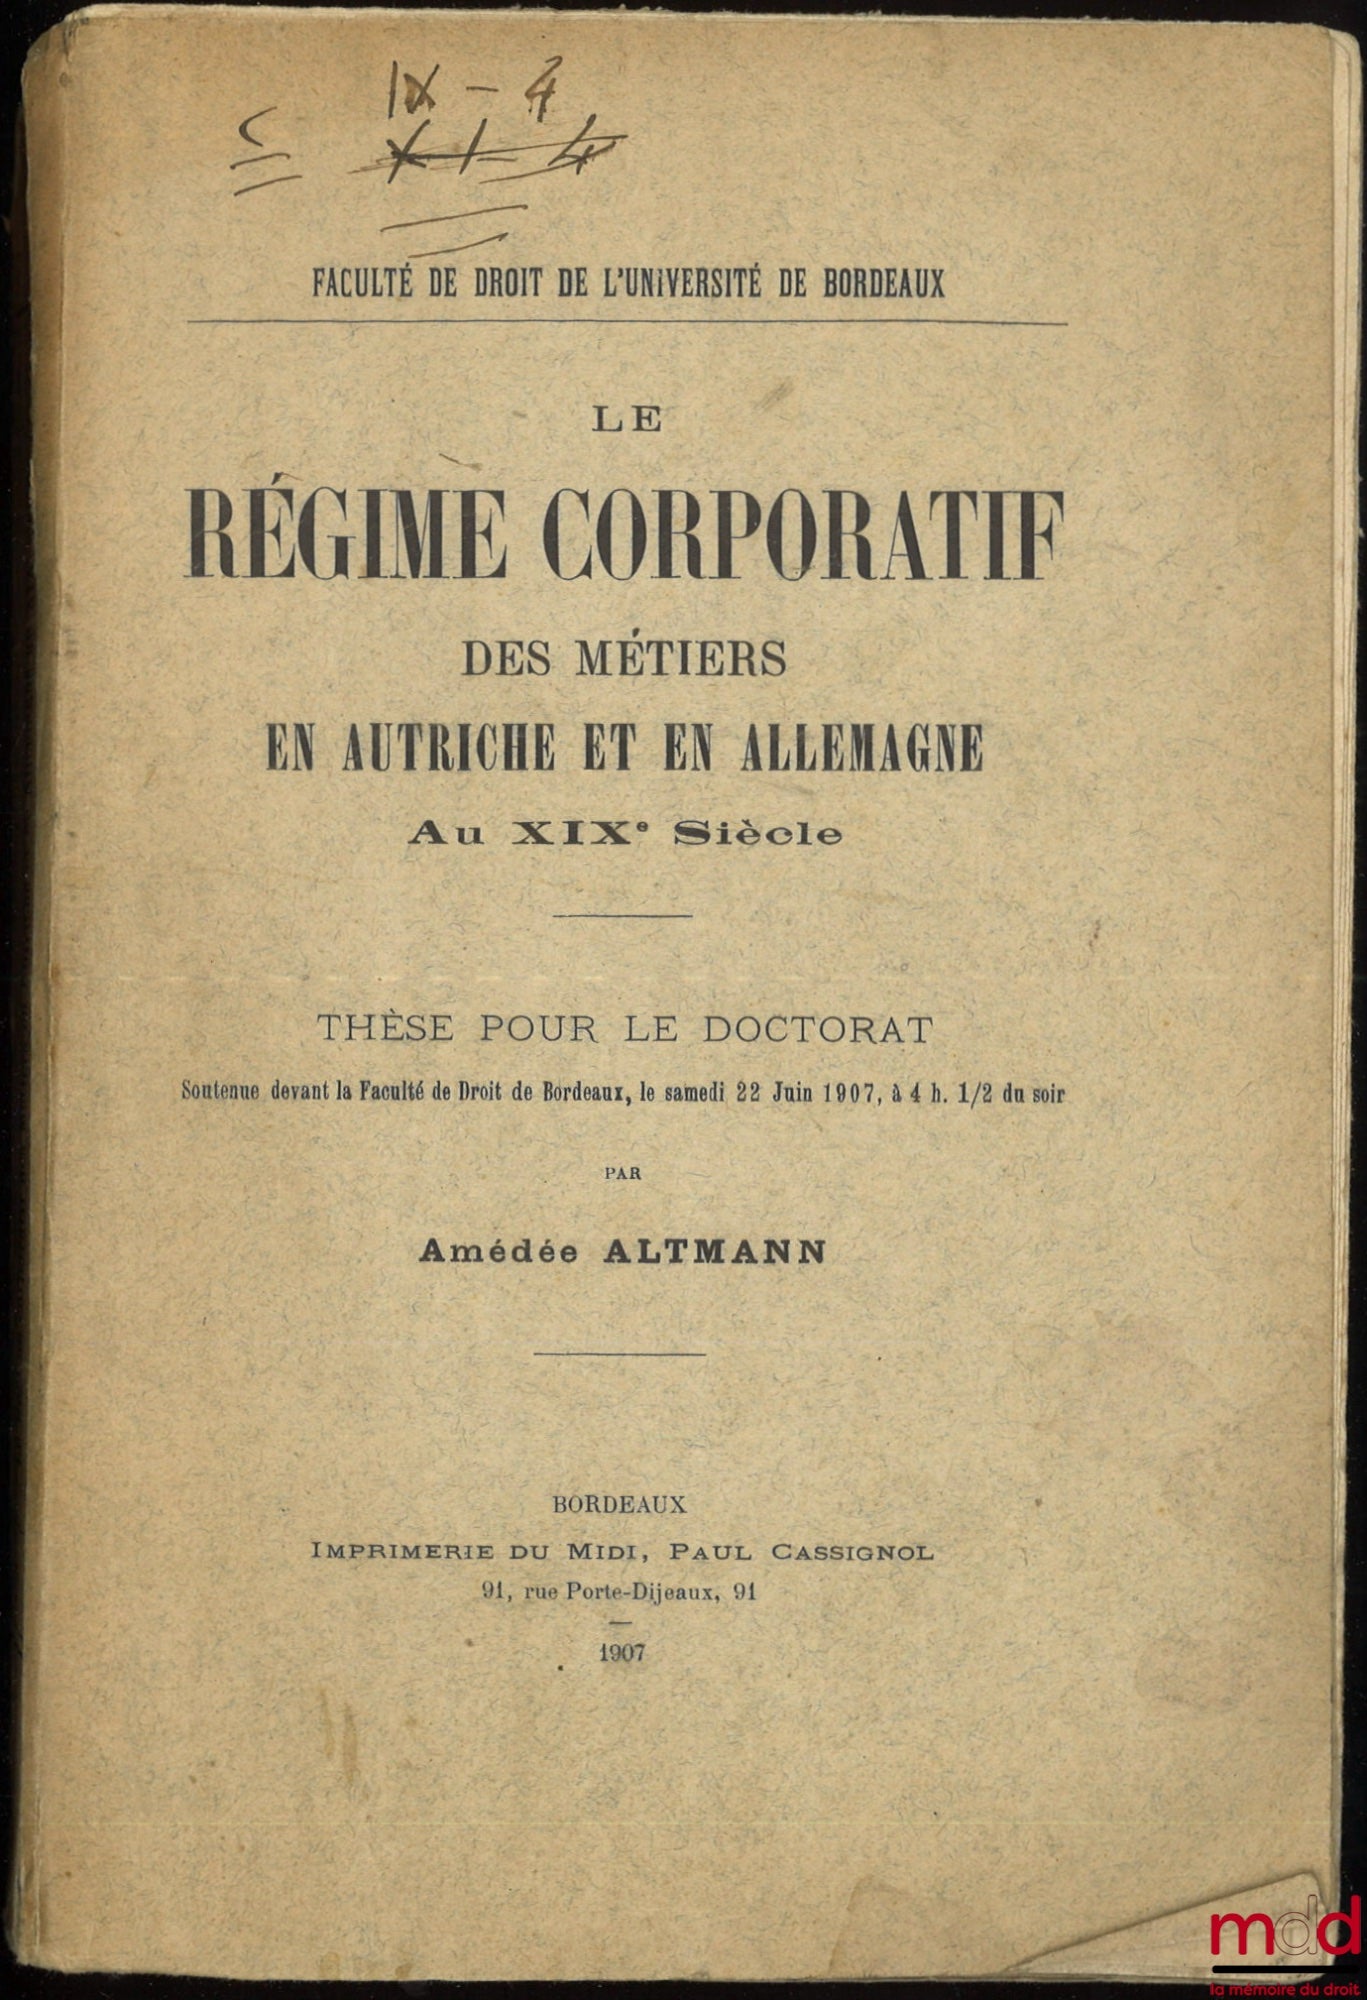 IX - 4
FACULTÉ DE DROIT DE L'UNIVERSITÉ DE BORDEAUX
LE
RÉGIME CORPORATIF
DES MÉTIERS
EN AUTRICHE ET EN ALLEMAGNE
Au XIXe Siècle
THÈSE POUR LE DOCTORAT
Soutenue devant la Faculté de Droit de Bordeaux, le samedi 22 Juin 1907, à 4 h. 1/2 du soir
PAR
Amédée ALTMANN
BORDEAUX
IMPRIMERIE DU MIDI, PAUL CASSIGNOL
91, rue Porte-Dijeaux, 91
1907
mdd
la mémoire du droit